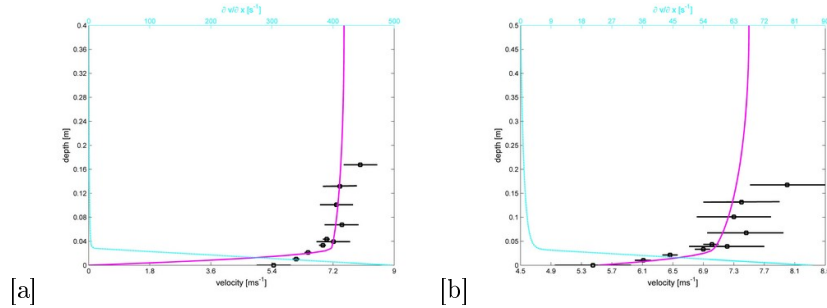 ∂ v/∂ x [s⁻¹]
0 100 200 300 400 500
0.4
0.36
0.32
0.28
0.24
0.2
0.16
0.12
0.08
0.04
0
depth [m]
0 1.8 3.6 5.4 7.2 9
velocity [ms⁻¹]
[a]
∂ v/∂ x [s⁻¹]
0 9 18 27 36 45 54 63 72 81
0.5
0.45
0.4
0.35
0.3
0.25
0.2
0.15
0.1
0.05
0
depth [m]
4.5 4.9 5.3 5.7 6.1 6.5 6.9 7.3 7.7
velocity [ms⁻¹]
[b]